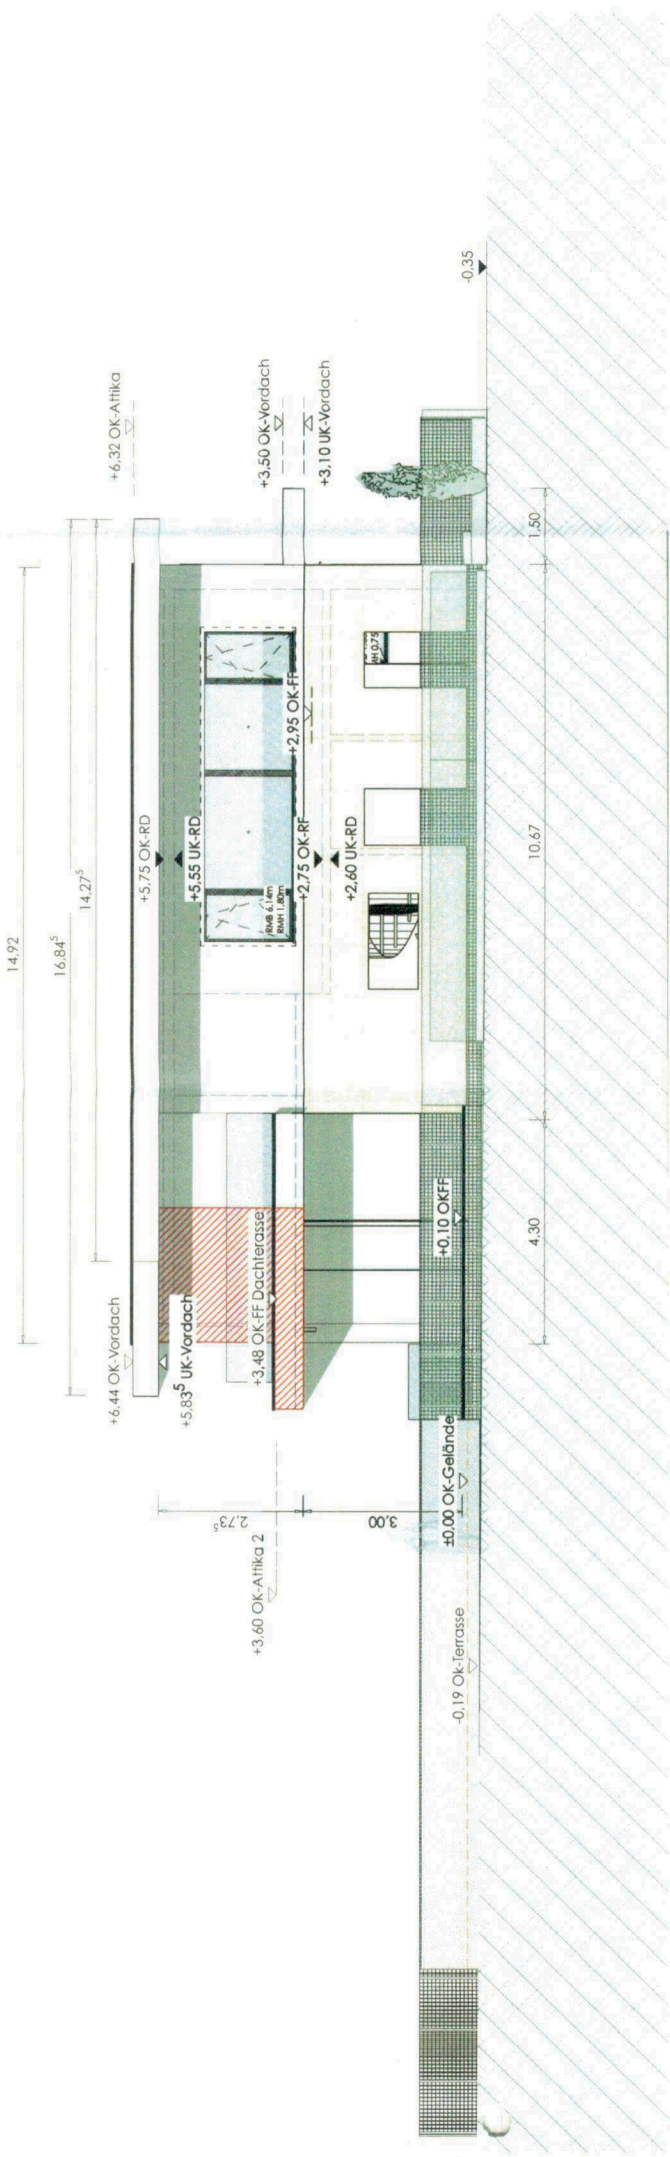 14,92
16,84⁵
14,27⁵
+6,44 OK-Vordach
+5,83⁵ UK-Vordach
+5,75 OK-RD
+5,55 UK-RD
+6,32 OK-Attika
+3,50 OK-Vordach
+3,10 UK-Vordach
RMB 6,14m
RMH 1,80m
+2,95 OK-FF
+2,75 OK-RF
+2,60 UK-RD
+3,48 OK-FF Dachterasse
2,73⁵
3,00
+3,60 OK-Attika 2
MH 0,75
+0,10 OKFF
±0,00 OK-Gelände
-0,19 Ok-Terrasse
-0,35
4,30
10,67
1,50